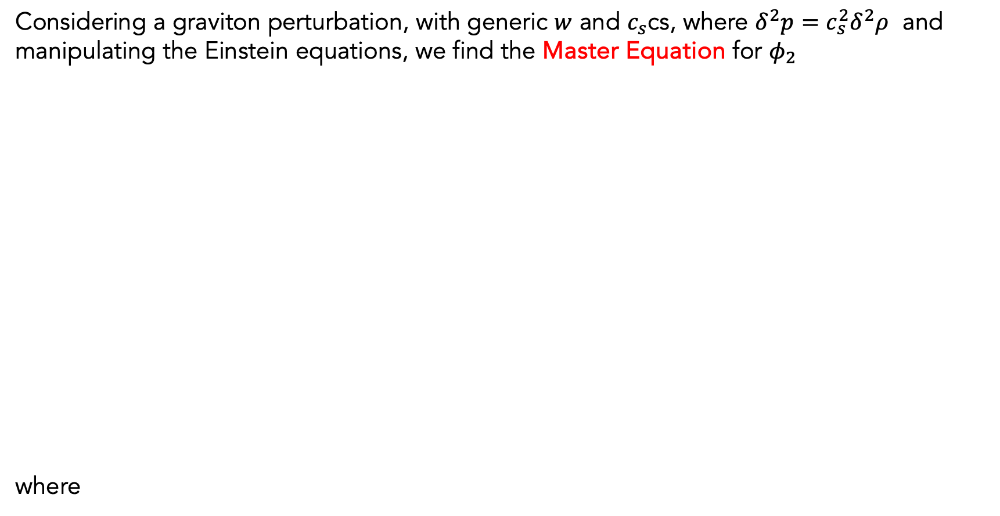 Considering a graviton perturbation, with generic 𝑤 and 𝑐ₛcs, where 𝛿²𝑝 = 𝑐ₛ²𝛿²𝜌 and
manipulating the Einstein equations, we find the Master Equation for 𝜙₂
where